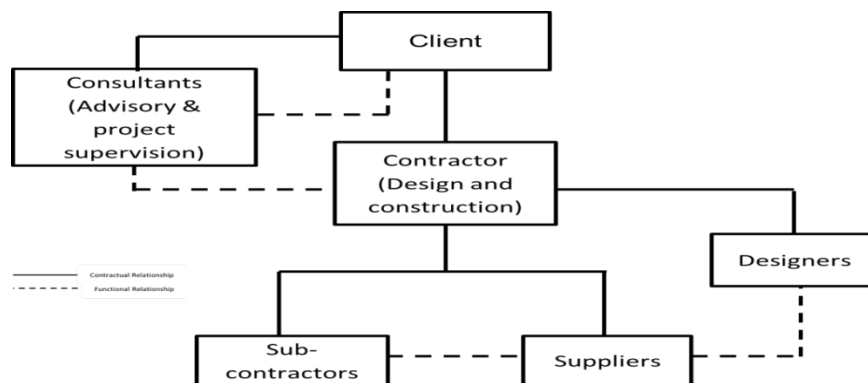 Client
Consultants
(Advisory &
project
supervision)
Contractor
(Design and
construction)
Designers
Contractual Relationship
Functional Relationship
Sub-
contractors
Suppliers